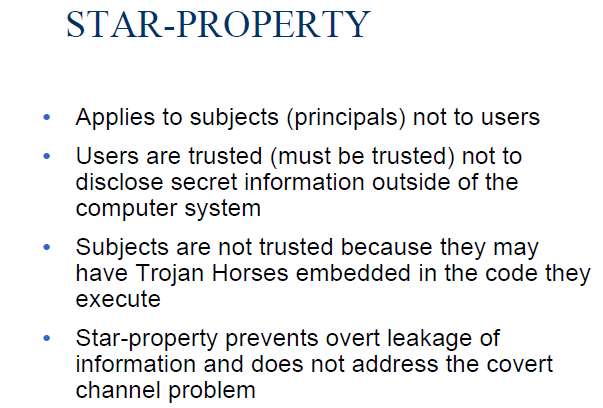 STAR-PROPERTY
• Applies to subjects (principals) not to users
• Users are trusted (must be trusted) not to
disclose secret information outside of the
computer system
• Subjects are not trusted because they may
have Trojan Horses embedded in the code they
execute
• Star-property prevents overt leakage of
information and does not address the covert
channel problem